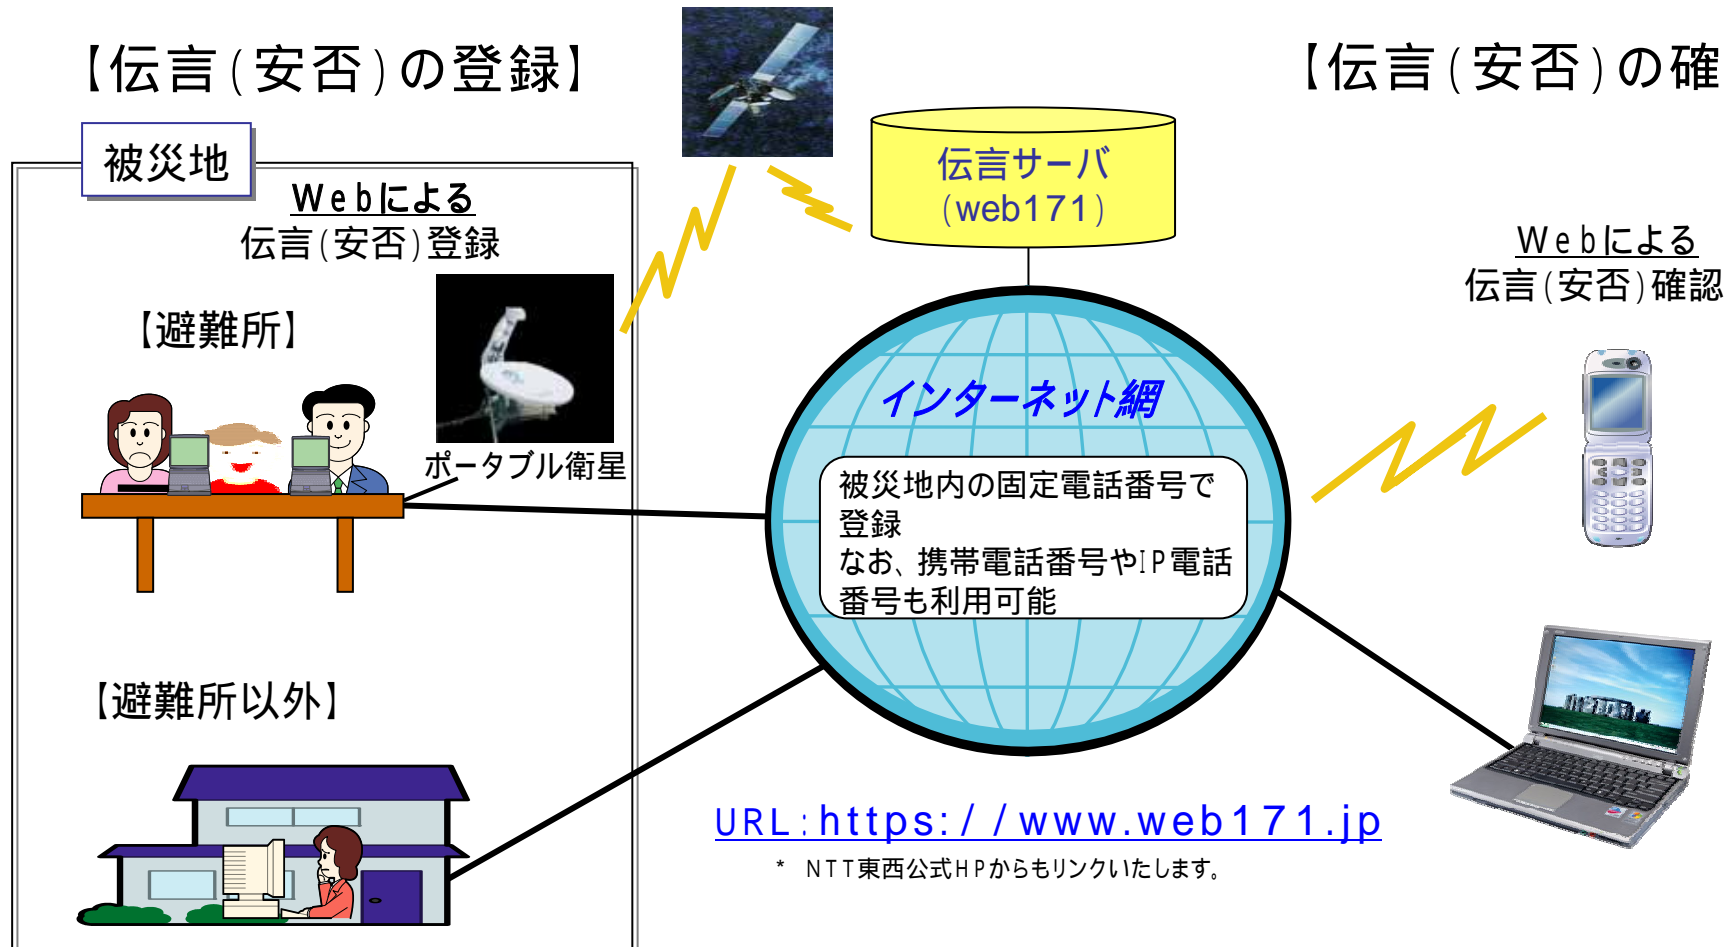 【伝言(安否)の登録】
【伝言(安否)の確
被災地
Webによる
伝言(安否)登録
【避難所】
ポータブル衛星
【避難所以外】
伝言サーバ
(web171)
インターネット網
被災地内の固定電話番号で
登録
なお、携帯電話番号やIP電話
番号も利用可能
Webによる
伝言(安否)確認
URL:https://www.web171.jp
* NTT東西公式HPからもリンクいたします。